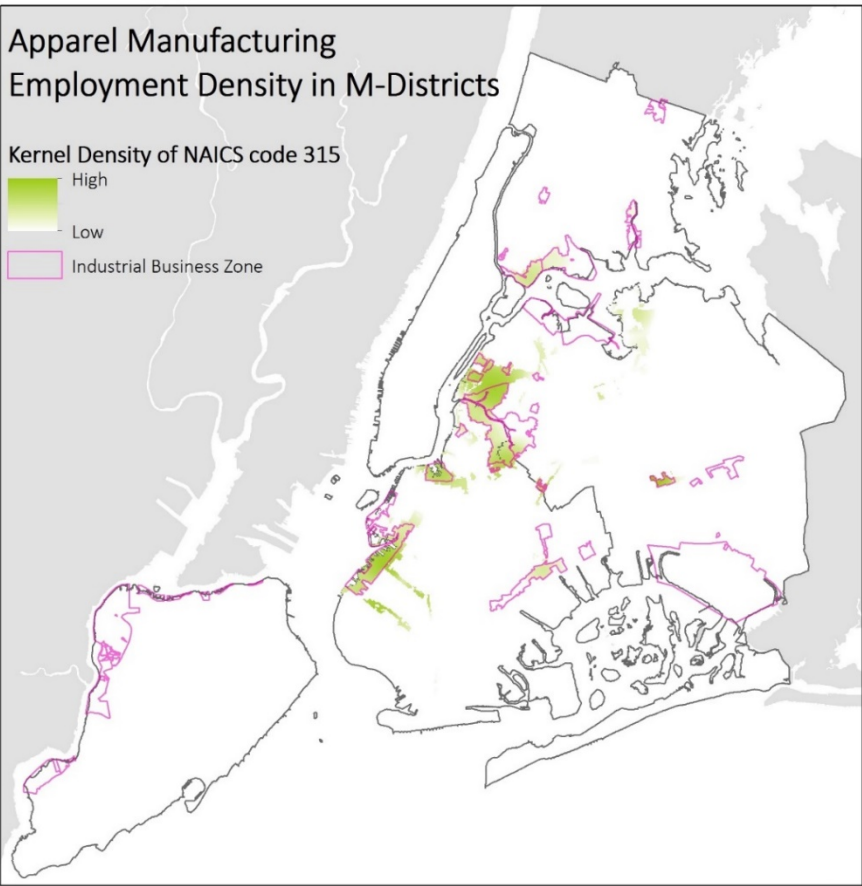 Apparel Manufacturing
Employment Density in M-Districts
Kernel Density of NAICS code 315
High
Low
Industrial Business Zone